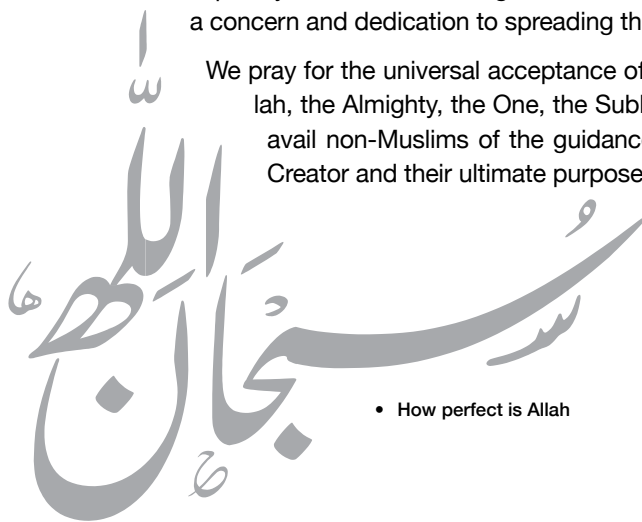 a concern and dedication to spreading th
We pray for the universal acceptance of
lah, the Almighty, the One, the Subl
avail non-Muslims of the guidanc
Creator and their ultimate purpose
سُبْحَانَ اللّٰهِ
• How perfect is Allah